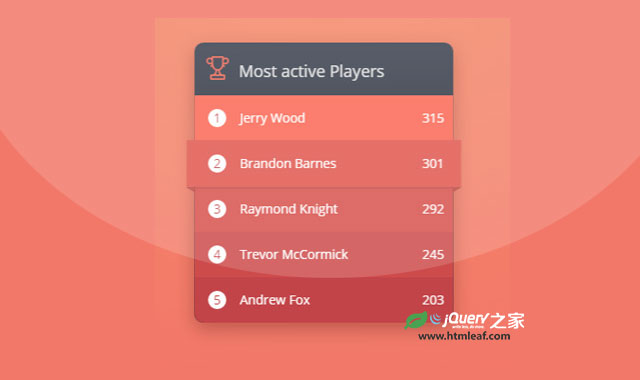 Most active Players
1 Jerry Wood 315
2 Brandon Barnes 301
3 Raymond Knight 292
4 Trevor McCormick 245
5 Andrew Fox 203
jQuery之家
www.htmleaf.com